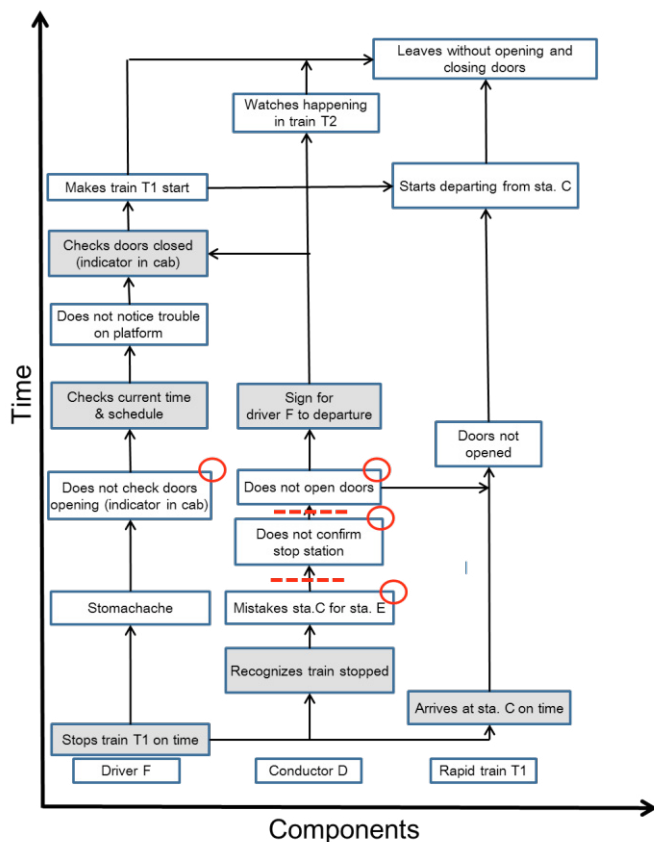 Leaves without opening and
closing doors
Watches happening
in train T2
Makes train T1 start
Starts departing from sta. C
Checks doors closed
(indicator in cab)
Does not notice trouble
on platform
Checks current time
& schedule
Sign for
driver F to departure
Doors not
opened
Does not check doors
opening (indicator in cab)
Does not open doors
Does not confirm
stop station
Stomachache
Mistakes sta.C for sta. E
Recognizes train stopped
Arrives at sta. C on time
Stops train T1 on time
Driver F
Conductor D
Rapid train T1
Time
Components